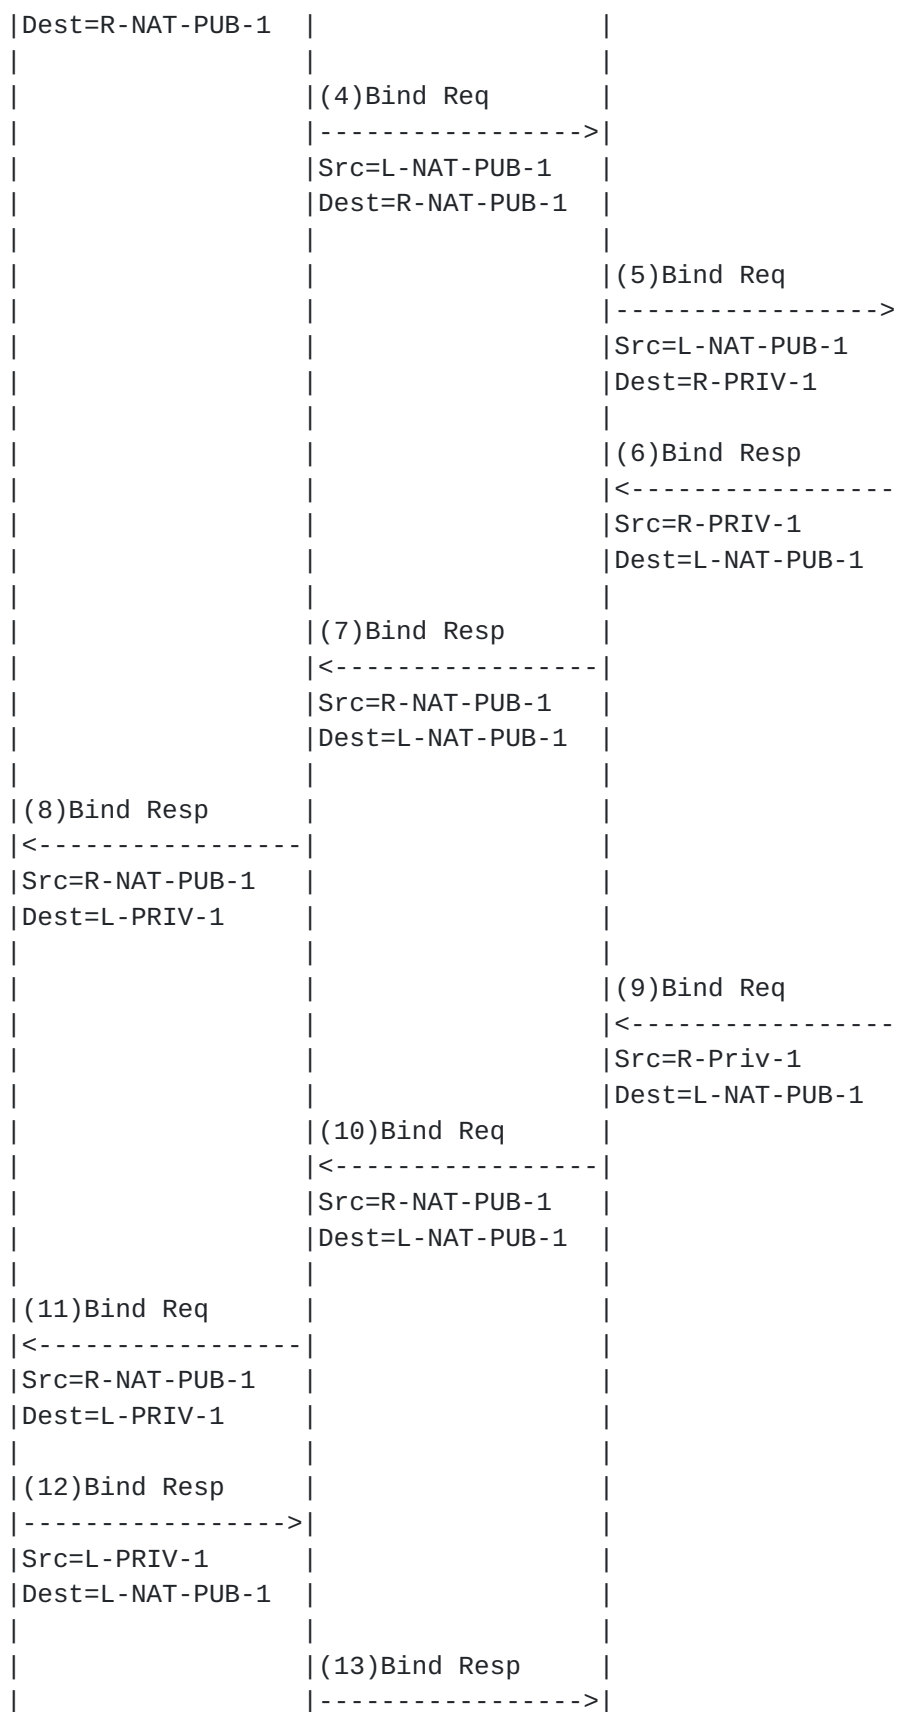 |Dest=R-NAT-PUB-1  |                  |
|                  |                  |
|                  |(4)Bind Req       |
|                  |----------------->|
|                  |Src=L-NAT-PUB-1   |
|                  |Dest=R-NAT-PUB-1  |
|                  |                  |
|                  |                  |(5)Bind Req
|                  |                  |----------------->
|                  |                  |Src=L-NAT-PUB-1
|                  |                  |Dest=R-PRIV-1
|                  |                  |
|                  |                  |(6)Bind Resp
|                  |                  |<-----------------
|                  |                  |Src=R-PRIV-1
|                  |                  |Dest=L-NAT-PUB-1
|                  |                  |
|                  |(7)Bind Resp      |
|                  |<-----------------|
|                  |Src=R-NAT-PUB-1   |
|                  |Dest=L-NAT-PUB-1  |
|                  |                  |
|(8)Bind Resp      |                  |
|<-----------------|                  |
|Src=R-NAT-PUB-1   |                  |
|Dest=L-PRIV-1     |                  |
|                  |                  |
|                  |                  |(9)Bind Req
|                  |                  |<-----------------
|                  |                  |Src=R-Priv-1
|                  |                  |Dest=L-NAT-PUB-1
|                  |(10)Bind Req      |
|                  |<-----------------|
|                  |Src=R-NAT-PUB-1   |
|                  |Dest=L-NAT-PUB-1  |
|                  |                  |
|(11)Bind Req      |                  |
|<-----------------|                  |
|Src=R-NAT-PUB-1   |                  |
|Dest=L-PRIV-1     |                  |
|                  |                  |
|(12)Bind Resp     |                  |
|----------------->|                  |
|Src=L-PRIV-1      |                  |
|Dest=L-NAT-PUB-1  |                  |
|                  |                  |
|                  |(13)Bind Resp     |
|                  |----------------->|